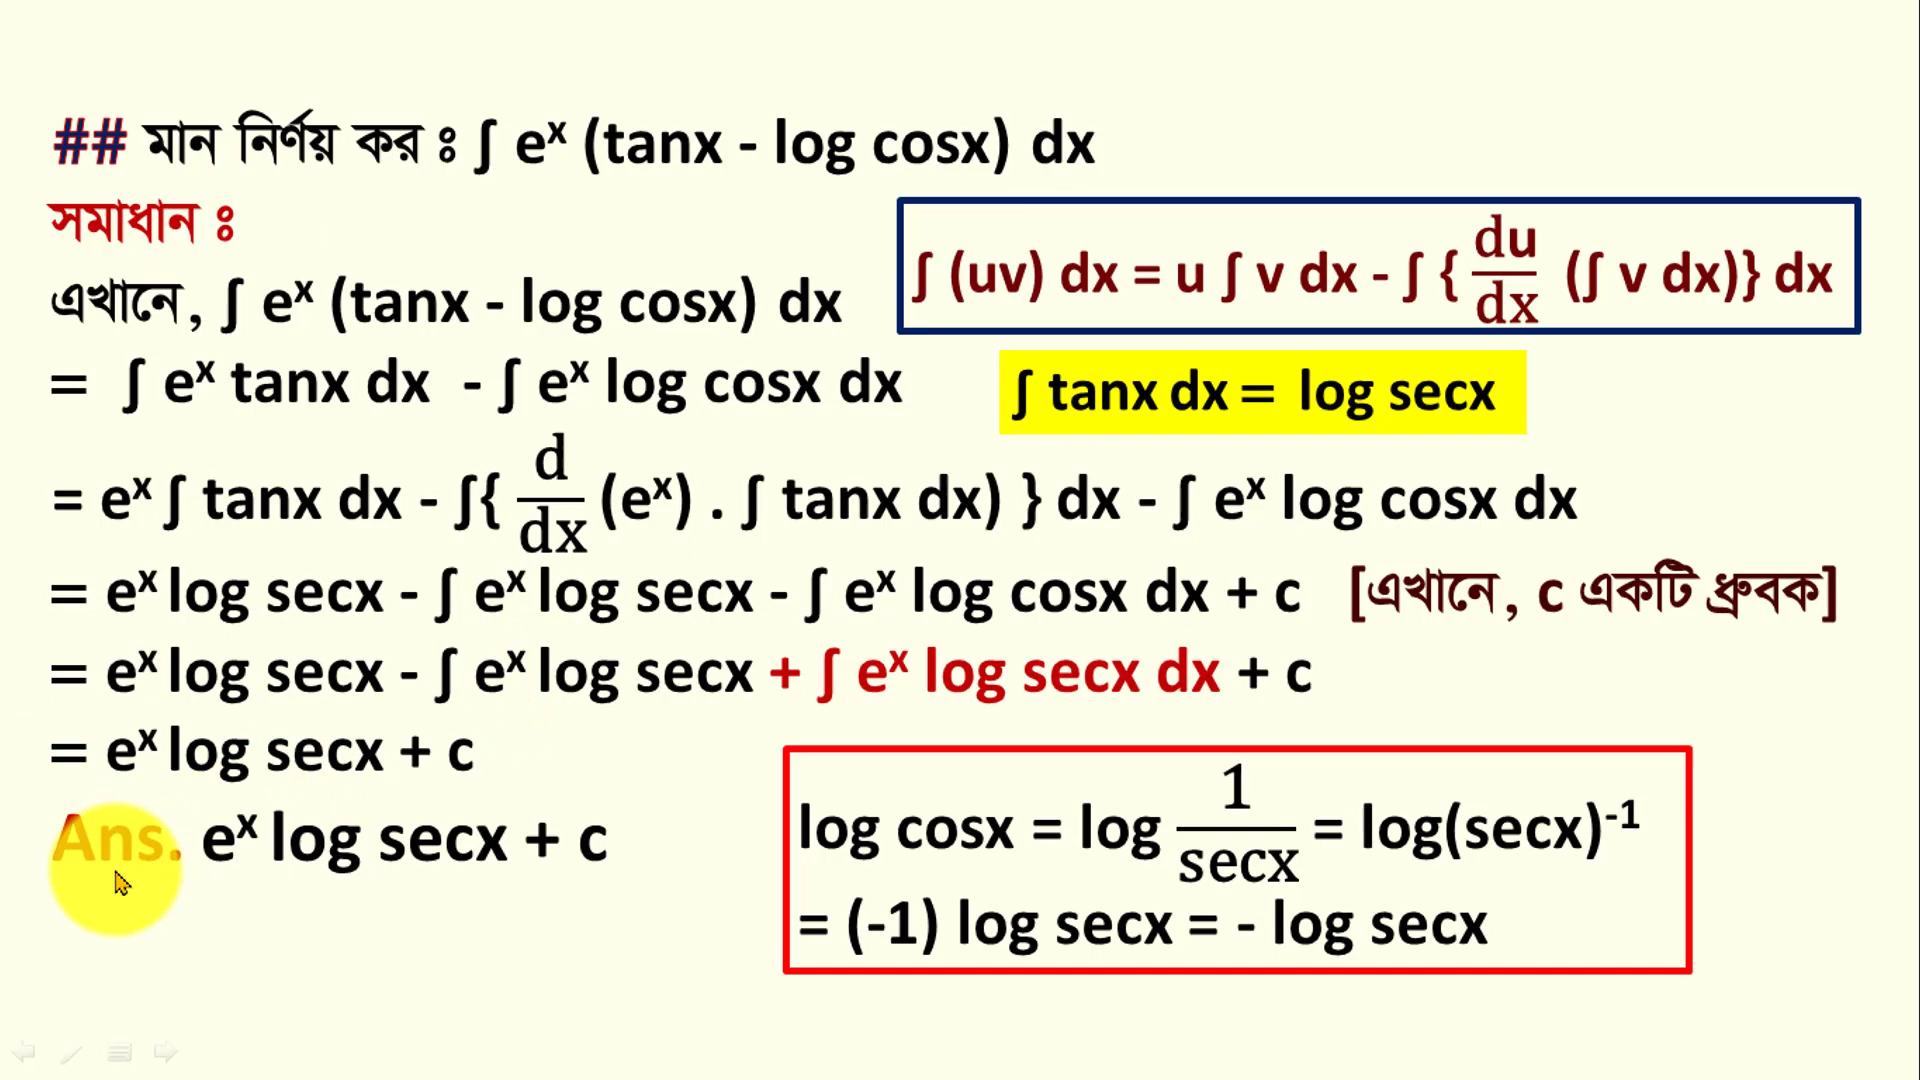 ## মান নির্ণয় কর ঃ ∫ eˣ (tanx - log cosx) dx
সমাধান ঃ
∫ (uv) dx = u ∫ v dx - ∫ { du/dx (∫ v dx)} dx
এখানে, ∫ eˣ (tanx - log cosx) dx
= ∫ eˣ tanx dx - ∫ eˣ log cosx dx
∫ tanx dx = log secx
= eˣ ∫ tanx dx - ∫{ d/dx (eˣ) . ∫ tanx dx) } dx - ∫ eˣ log cosx dx
= eˣ log secx - ∫ eˣ log secx - ∫ eˣ log cosx dx + c [এখানে, c একটি ধ্রুবক]
= eˣ log secx - ∫ eˣ log secx + ∫ eˣ log secx dx + c
= eˣ log secx + c
Ans. eˣ log secx + c
log cosx = log 1/secx = log(secx)⁻¹
= (-1) log secx = - log secx